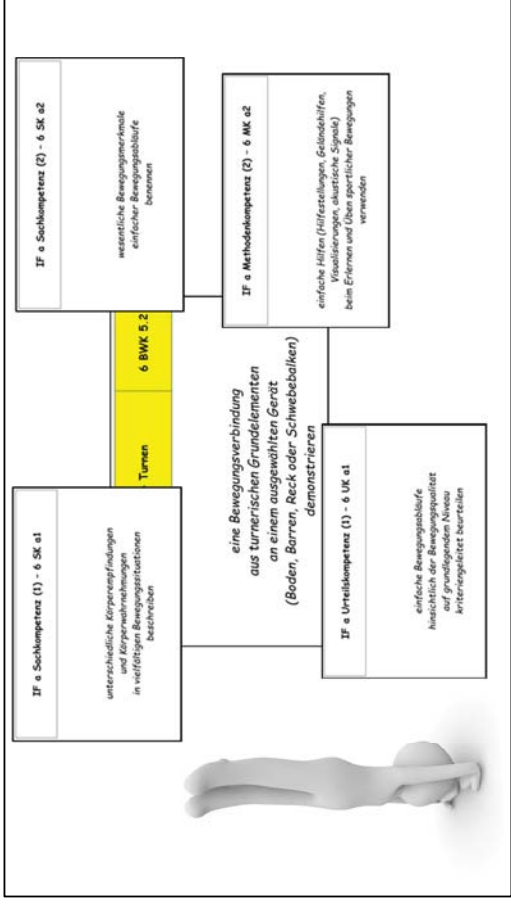 IF a Sachkompetenz (1) - 6 SK a1
unterschiedliche Körperempfindungen
und Körperwahrnehmungen
in vielfältigen Bewegungssituationen
beschreiben
IF a Sachkompetenz (2) - 6 SK a2
wesentliche Bewegungsmerkmale
einfacher Bewegungsabläufe
benennen
Turnen
6 BWK 5.2
eine Bewegungsverbindung
aus turnerischen Grundelementen
an einem ausgewählten Gerät
(Boden, Barren, Reck oder Schwebebalken)
demonstrieren
IF a Urteilskompetenz (1) - 6 UK a1
einfache Bewegungsabläufe
hinsichtlich der Bewegungsqualität
auf grundlegendem Niveau
kriteriengeleitet beurteilen
IF a Methodenkompetenz (2) - 6 MK a2
einfache Hilfen (Hilfestellungen, Geländehilfen,
Visualisierungen, akustische Signale)
beim Erlernen und Üben sportlicher Bewegungen
verwenden